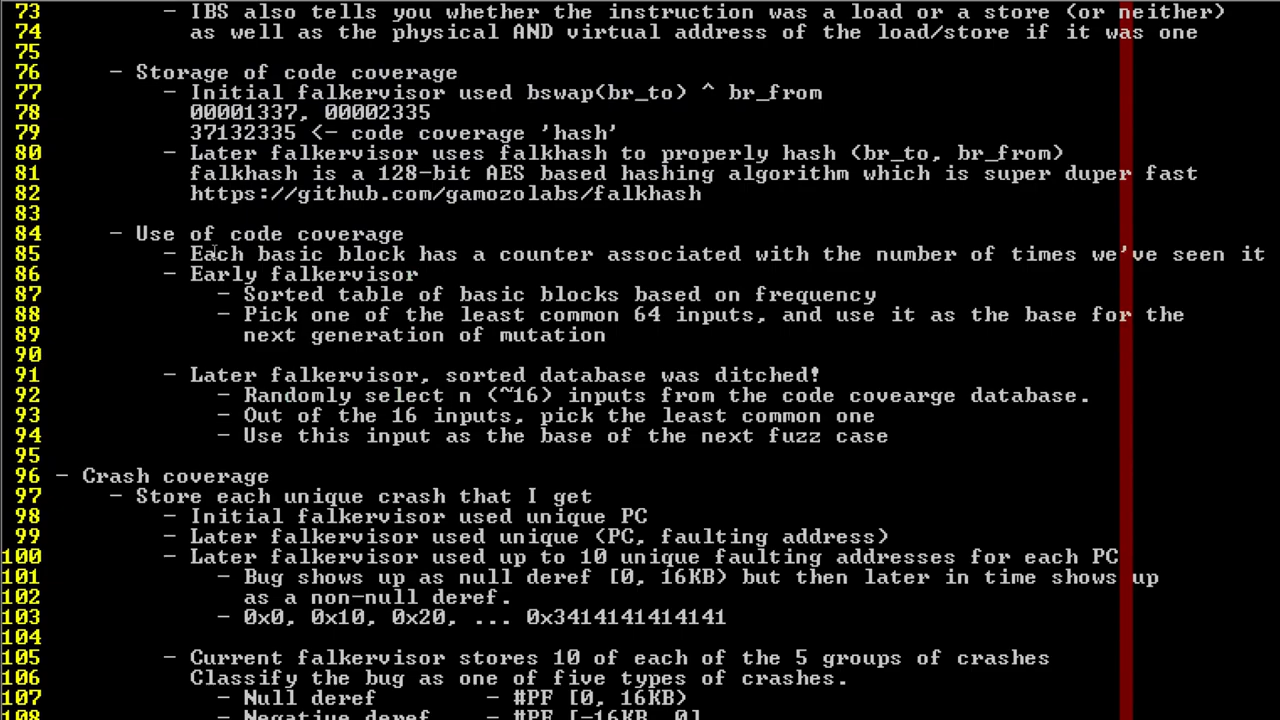 73 - IBS also tells you whether the instruction was a load or a store (or neither)
74 as well as the physical AND virtual address of the load/store if it was one
75
76 - Storage of code coverage
77 - Initial falkervisor used bswap(br_to) ^ br_from
78 00001337, 00002335
79 37132335 <- code coverage 'hash'
80 - Later falkervisor uses falkhash to properly hash (br_to, br_from)
81 falkhash is a 128-bit AES based hashing algorithm which is super duper fast
82 https://github.com/gamozolabs/falkhash
83
84 - Use of code coverage
85 - Each basic block has a counter associated with the number of times we've seen it
86 - Early falkervisor
87 - Sorted table of basic blocks based on frequency
88 - Pick one of the least common 64 inputs, and use it as the base for the
89 next generation of mutation
90
91 - Later falkervisor, sorted database was ditched!
92 - Randomly select n (~16) inputs from the code covearge database.
93 - Out of the 16 inputs, pick the least common one
94 - Use this input as the base of the next fuzz case
95
96 - Crash coverage
97 - Store each unique crash that I get
98 - Initial falkervisor used unique PC
99 - Later falkervisor used unique (PC, faulting address)
100 - Later falkervisor used up to 10 unique faulting addresses for each PC
101 - Bug shows up as null deref [0, 16KB) but then later in time shows up
102 as a non-null deref.
103 - 0x0, 0x10, 0x20, ... 0x3414141414141
104
105 - Current falkervisor stores 10 of each of the 5 groups of crashes
106 Classify the bug as one of five types of crashes.
107 - Null deref - #PF [0, 16KB)
108 - Negative deref - #PF [-16KB, 0]